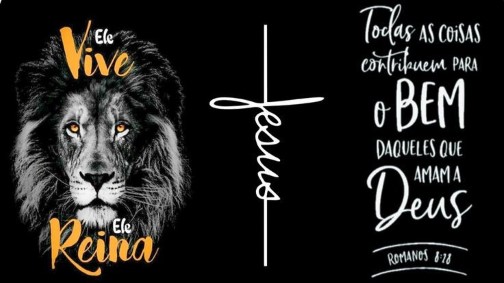 Ele
Vive
Ele
Reina
Jesus
Todas AS COISAS
contribuem PARA
O BEM
DAQUELES QUE
AMAM A
Deus
ROMANOS 8:28